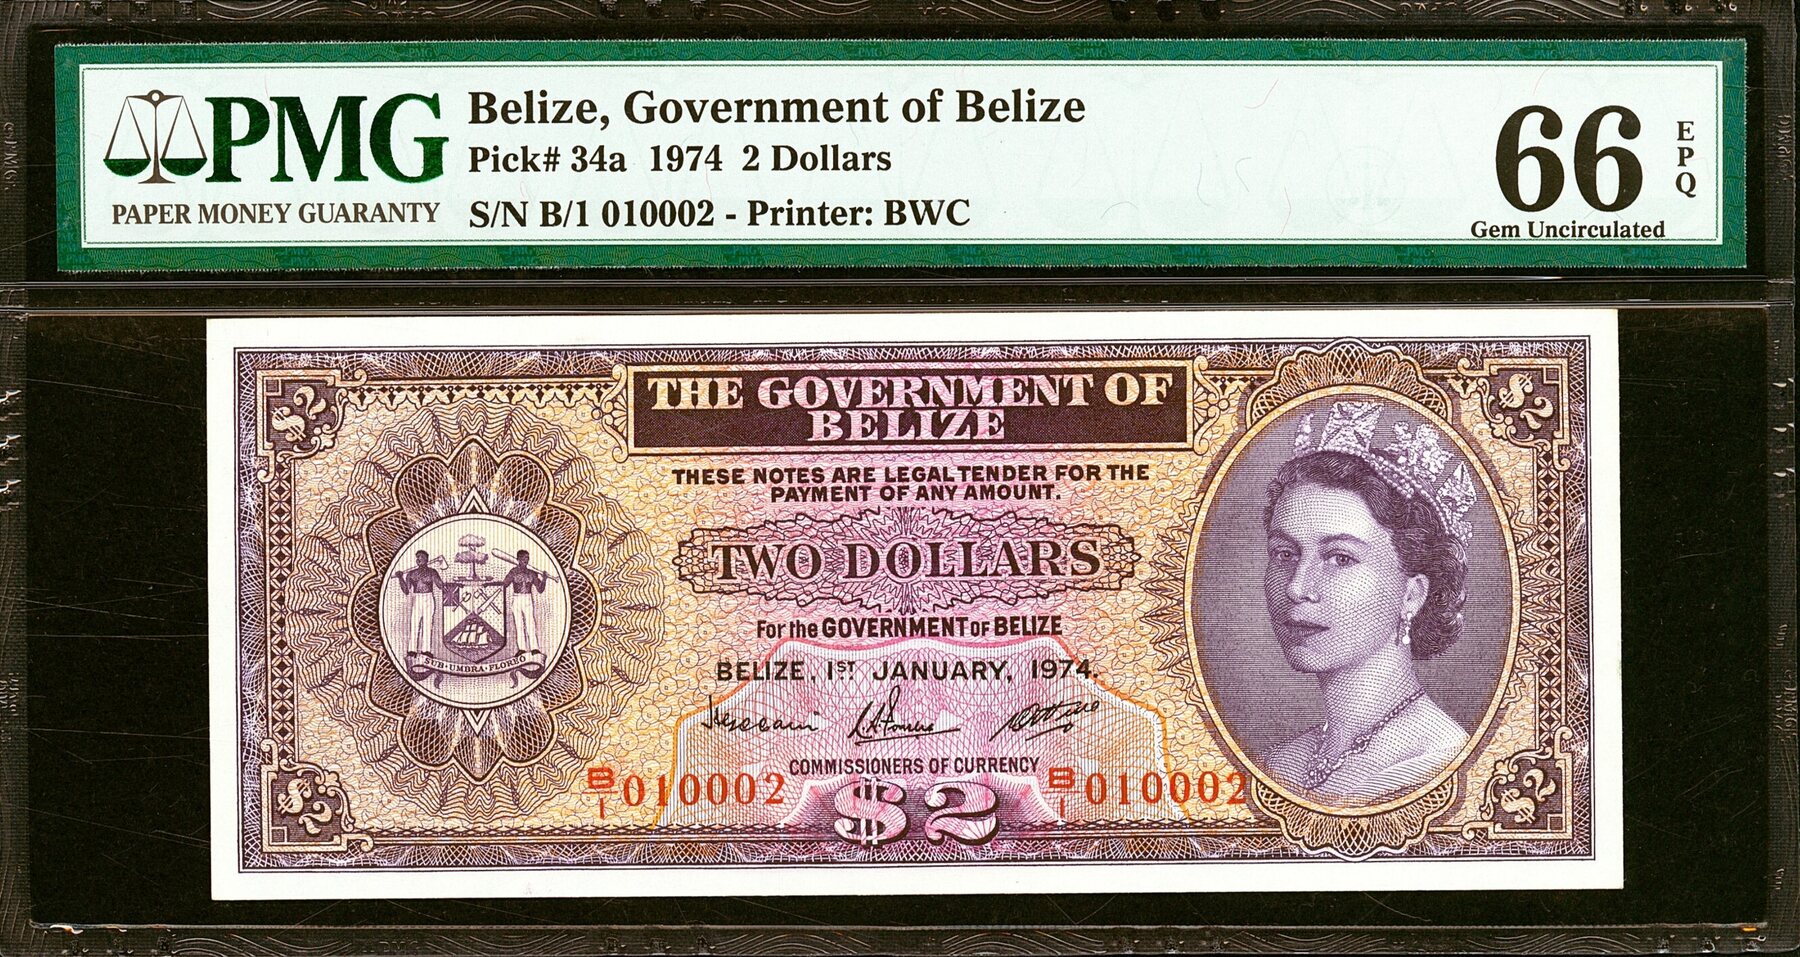 PMG
PAPER MONEY GUARANTY
Belize, Government of Belize
Pick# 34a 1974 2 Dollars
S/N B/1 010002 - Printer: BWC
66
EPQ
Gem Uncirculated
$2
$2
THE GOVERNMENT OF
BELIZE
THESE NOTES ARE LEGAL TENDER FOR THE
PAYMENT OF ANY AMOUNT.
TWO DOLLARS
For the GOVERNMENT of BELIZE
SUB·UMBRA·FLOREO
BELIZE, 1ST JANUARY, 1974.
COMMISSIONERS OF CURRENCY
B/1 010002
B/1 010002
$2
$2
$2